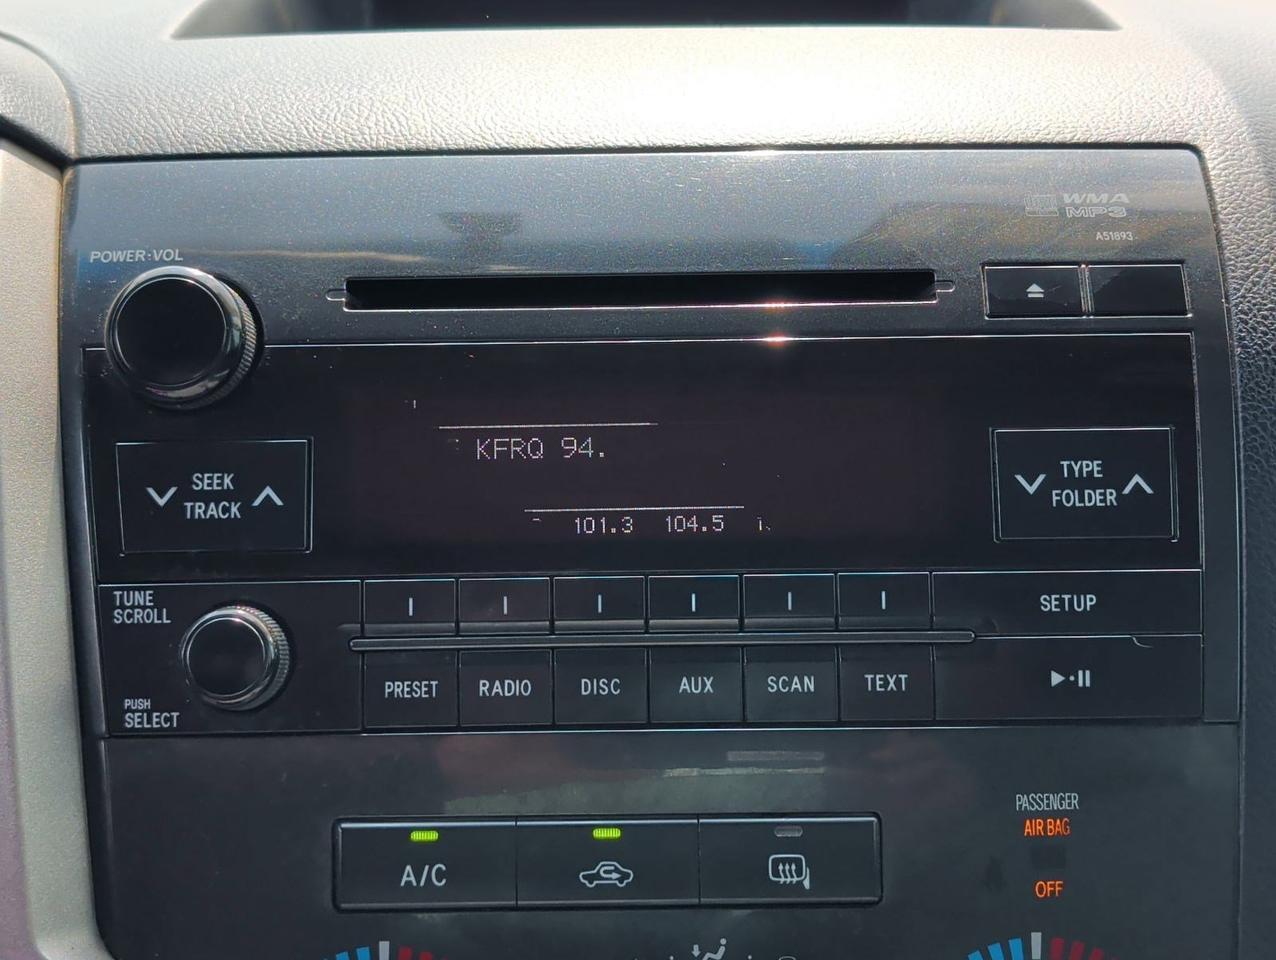 WMA
MP3
A51893
POWER·VOL
KFRQ 94.
SEEK
TRACK
TYPE
FOLDER
101.3 104.5
TUNE
SCROLL
SETUP
PRESET RADIO DISC AUX SCAN TEXT
PUSH
SELECT
PASSENGER
AIR BAG
A/C
OFF